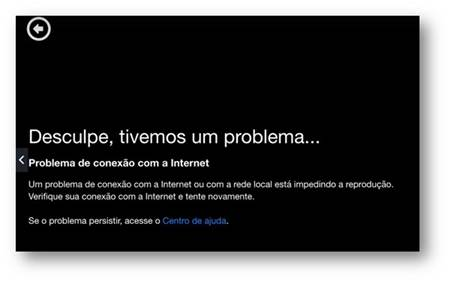 Desculpe, tivemos um problema...
Problema de conexão com a Internet
Um problema de conexão com a Internet ou com a rede local está impedindo a reprodução.
Verifique sua conexão com a Internet e tente novamente.
Se o problema persistir, acesse o Centro de ajuda.